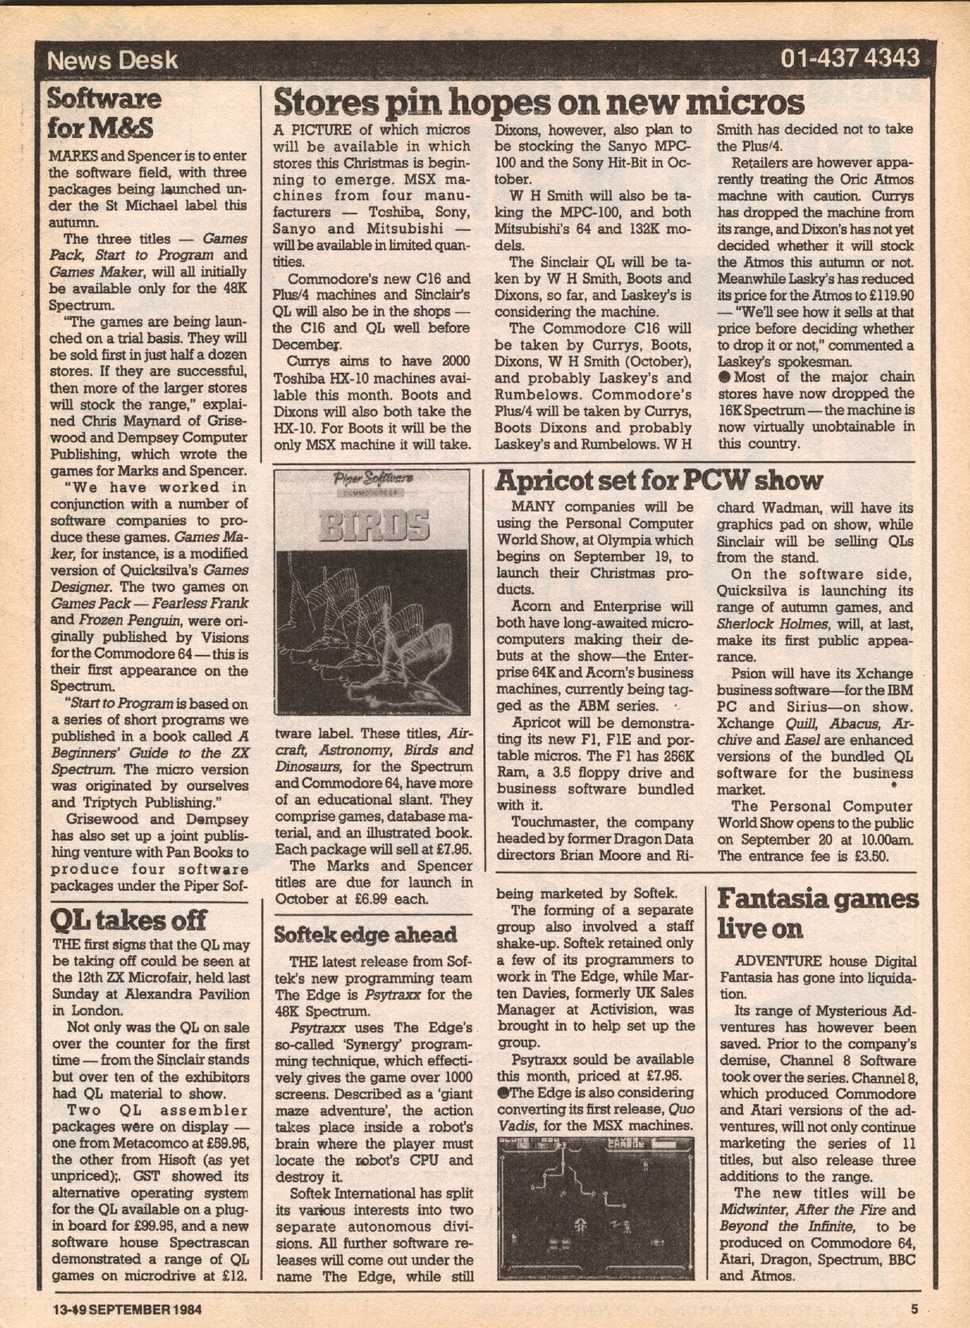 News Desk
01-437 4343
Software
for M&S
MARKS and Spencer is to enter
the software field, with three
packages being launched un-
der the St Michael label this
autumn.
The three titles — Games
Pack, Start to Program and
Games Maker, will all initially
be available only for the 48K
Spectrum.
"The games are being laun-
ched on a trial basis. They will
be sold first in just half a dozen
stores. If they are successful,
then more of the larger stores
will stock the range," explai-
ned Chris Maynard of Grise-
wood and Dempsey Computer
Publishing, which wrote the
games for Marks and Spencer.
"We have worked in
conjunction with a number of
software companies to pro-
duce these games. Games Ma-
ker, for instance, is a modified
version of Quicksilva's Games
Designer. The two games on
Games Pack — Fearless Frank
and Frozen Penguin, were ori-
ginally published by Visions
for the Commodore 64 — this is
their first appearance on the
Spectrum.
"Start to Program is based on
a series of short programs we
published in a book called A
Beginners' Guide to the ZX
Spectrum. The micro version
was originated by ourselves
and Triptych Publishing."
Grisewood and Dempsey
has also set up a joint publis-
hing venture with Pan Books to
produce four software
packages under the Piper Sof-
Piper Software
COMMODORE 64
BIRDS
tware label. These titles, Air-
craft, Astronomy, Birds and
Dinosaurs, for the Spectrum
and Commodore 64, have more
of an educational slant. They
comprise games, database ma-
terial, and an illustrated book.
Each package will sell at £7.95.
The Marks and Spencer
titles are due for launch in
October at £6.99 each.
Stores pin hopes on new micros
A PICTURE of which micros
will be available in which
stores this Christmas is begin-
ning to emerge. MSX ma-
chines from four manu-
facturers — Toshiba, Sony,
Sanyo and Mitsubishi —
will be available in limited quan-
tities.
Commodore's new C16 and
Plus/4 machines and Sinclair's
QL will also be in the shops —
the C16 and QL well before
December.
Currys aims to have 2000
Toshiba HX-10 machines avai-
lable this month. Boots and
Dixons will also both take the
HX-10. For Boots it will be the
only MSX machine it will take.
Dixons, however, also plan to
be stocking the Sanyo MPC-
100 and the Sony Hit-Bit in Oc-
tober.
W H Smith will also be ta-
king the MPC-100, and both
Mitsubishi's 64 and 132K mo-
dels.
The Sinclair QL will be ta-
ken by W H Smith, Boots and
Dixons, so far, and Laskey's is
considering the machine.
The Commodore C16 will
be taken by Currys, Boots,
Dixons, W H Smith (October),
and probably Laskey's and
Rumbelows. Commodore's
Plus/4 will be taken by Currys,
Boots Dixons and probably
Laskey's and Rumbelows. W H
Smith has decided not to take
the Plus/4.
Retailers are however appa-
rently treating the Oric Atmos
machne with caution. Currys
has dropped the machine from
its range, and Dixon's has not yet
decided whether it will stock
the Atmos this autumn or not.
Meanwhile Lasky's has reduced
its price for the Atmos to £119.90
— "We'll see how it sells at that
price before deciding whether
to drop it or not," commented a
Laskey's spokesman.
● Most of the major chain
stores have now dropped the
16K Spectrum — the machine is
now virtually unobtainable in
this country.
Apricot set for PCW show
MANY companies will be
using the Personal Computer
World Show, at Olympia which
begins on September 19, to
launch their Christmas pro-
ducts.
Acorn and Enterprise will
both have long-awaited micro-
computers making their de-
buts at the show—the Enter-
prise 64K and Acorn's business
machines, currently being tag-
ged as the ABM series.
Apricot will be demonstra-
ting its new F1, F1E and por-
table micros. The F1 has 256K
Ram, a 3.5 floppy drive and
business software bundled
with it.
Touchmaster, the company
headed by former Dragon Data
directors Brian Moore and Ri-
chard Wadman, will have its
graphics pad on show, while
Sinclair will be selling QLs
from the stand.
On the software side,
Quicksilva is launching its
range of autumn games, and
Sherlock Holmes, will, at last,
make its first public appea-
rance.
Psion will have its Xchange
business software—for the IBM
PC and Sirius—on show.
Xchange Quill, Abacus, Ar-
chive and Easel are enhanced
versions of the bundled QL
software for the business
market.
The Personal Computer
World Show opens to the public
on September 20 at 10.00am.
The entrance fee is £3.50.
QL takes off
THE first signs that the QL may
be taking off could be seen at
the 12th ZX Microfair, held last
Sunday at Alexandra Pavilion
in London.
Not only was the QL on sale
over the counter for the first
time — from the Sinclair stands
but over ten of the exhibitors
had QL material to show.
Two QL assembler
packages were on display —
one from Metacomco at £59.95,
the other from Hisoft (as yet
unpriced);. GST showed its
alternative operating system
for the QL available on a plug-
in board for £99.95, and a new
software house Spectrascan
demonstrated a range of QL
games on microdrive at £12.
Softek edge ahead
THE latest release from Sof-
tek's new programming team
The Edge is Psytraxx for the
48K Spectrum.
Psytraxx uses The Edge's
so-called 'Synergy' program-
ming technique, which effecti-
vely gives the game over 1000
screens. Described as a 'giant
maze adventure', the action
takes place inside a robot's
brain where the player must
locate the robot's CPU and
destroy it.
Softek International has split
its various interests into two
separate autonomous divi-
sions. All further software re-
leases will come out under the
name The Edge, while still
being marketed by Softek.
The forming of a separate
group also involved a staff
shake-up. Softek retained only
a few of its programmers to
work in The Edge, while Mar-
ten Davies, formerly UK Sales
Manager at Activision, was
brought in to help set up the
group.
Psytraxx sould be available
this month, priced at £7.95.
●The Edge is also considering
converting its first release, Quo
Vadis, for the MSX machines.
Fantasia games
live on
ADVENTURE house Digital
Fantasia has gone into liquida-
tion.
Its range of Mysterious Ad-
ventures has however been
saved. Prior to the company's
demise, Channel 8 Software
took over the series. Channel 8,
which produced Commodore
and Atari versions of the ad-
ventures, will not only continue
marketing the series of 11
titles, but also release three
additions to the range.
The new titles will be
Midwinter, After the Fire and
Beyond the Infinite, to be
produced on Commodore 64,
Atari, Dragon, Spectrum, BBC
and Atmos.
13-19 SEPTEMBER 1984
5